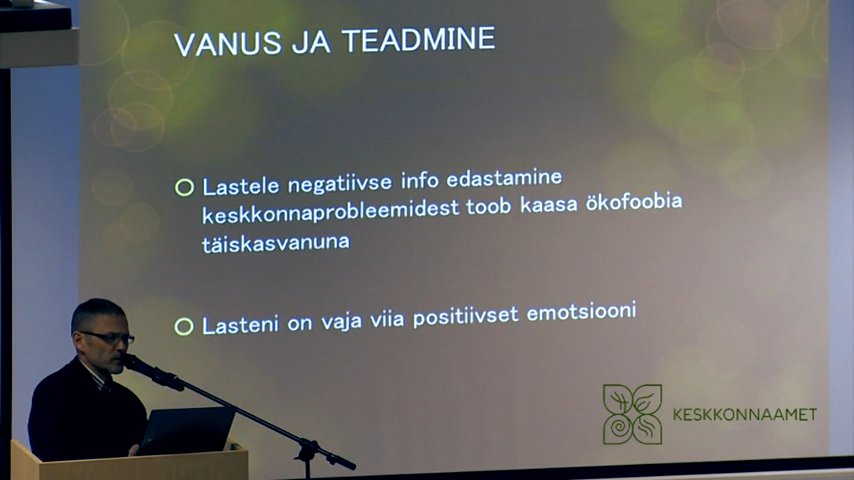 VANUS JA TEADMINE
Lastele negatiivse info edastamine
keskkonnaprobleemidest toob kaasa ökofoobia
täiskasvanuna
Lasteni on vaja viia positiivset emotsiooni
KESKKONNAAMET